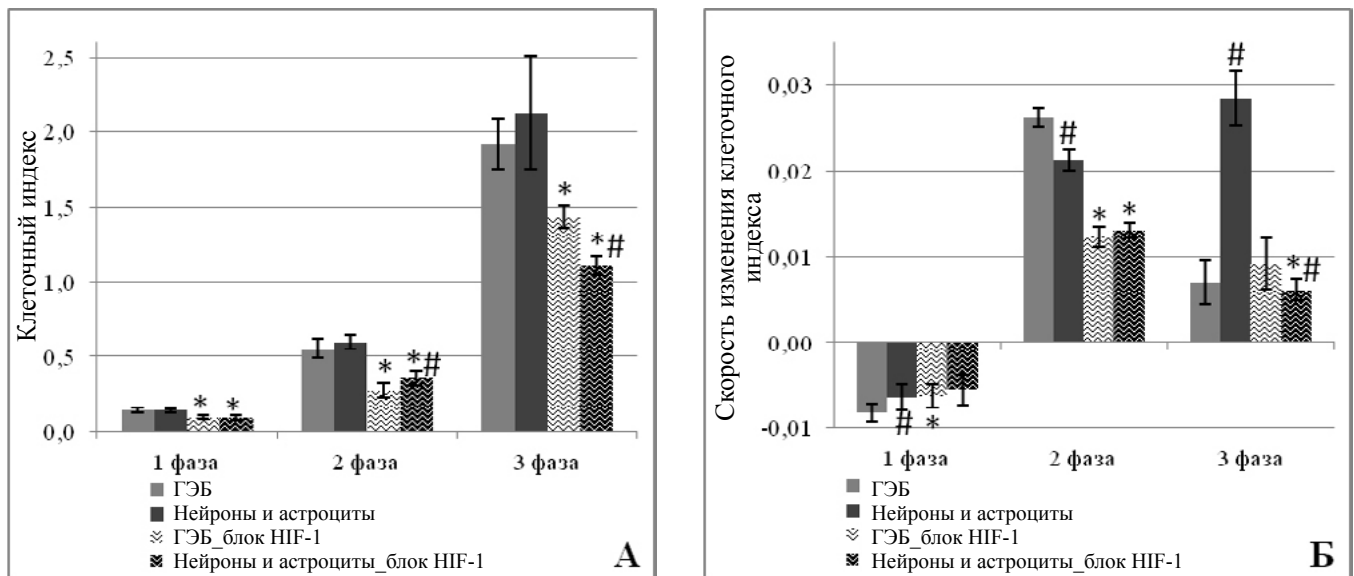 Клеточный индекс
2,5
2,0
1,5
1,0
0,5
0,0
* *
* *#
* *#
1 фаза 2 фаза 3 фаза
ГЭБ
Нейроны и астроциты
ГЭБ_блок HIF-1
Нейроны и астроциты_блок HIF-1
А
Скорость изменения клеточного
индекса
0,03
0,02
0,01
0,00
-0,01
# *
# * *
# *#
1 фаза 2 фаза 3 фаза
ГЭБ
Нейроны и астроциты
ГЭБ_блок HIF-1
Нейроны и астроциты_блок HIF-1
Б